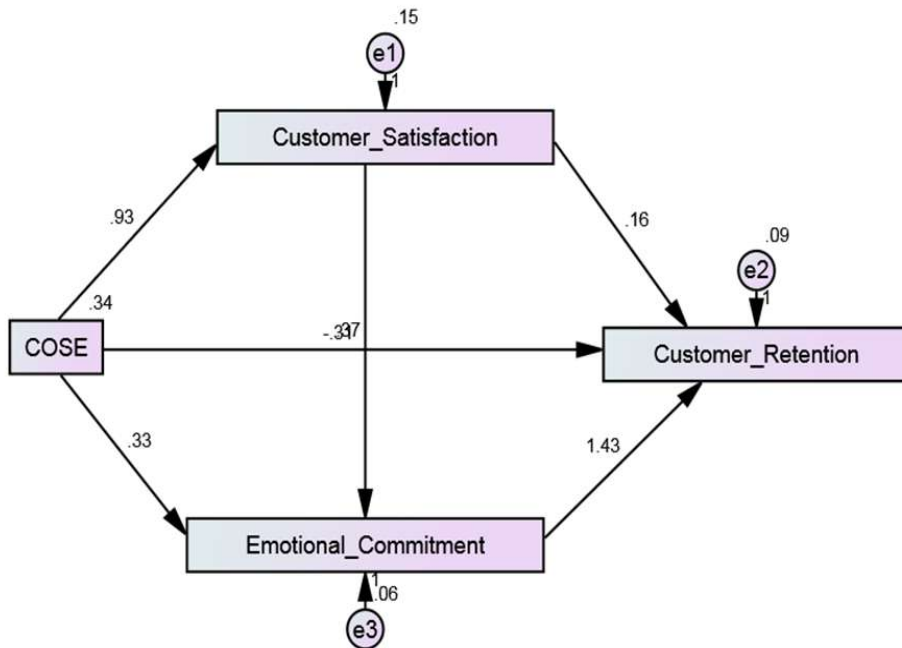 .15
e1
1
Customer_Satisfaction
.93
.16
.09
e2
1
.34
COSE
Customer_Retention
.33
1.43
Emotional_Commitment
1
.06
e3